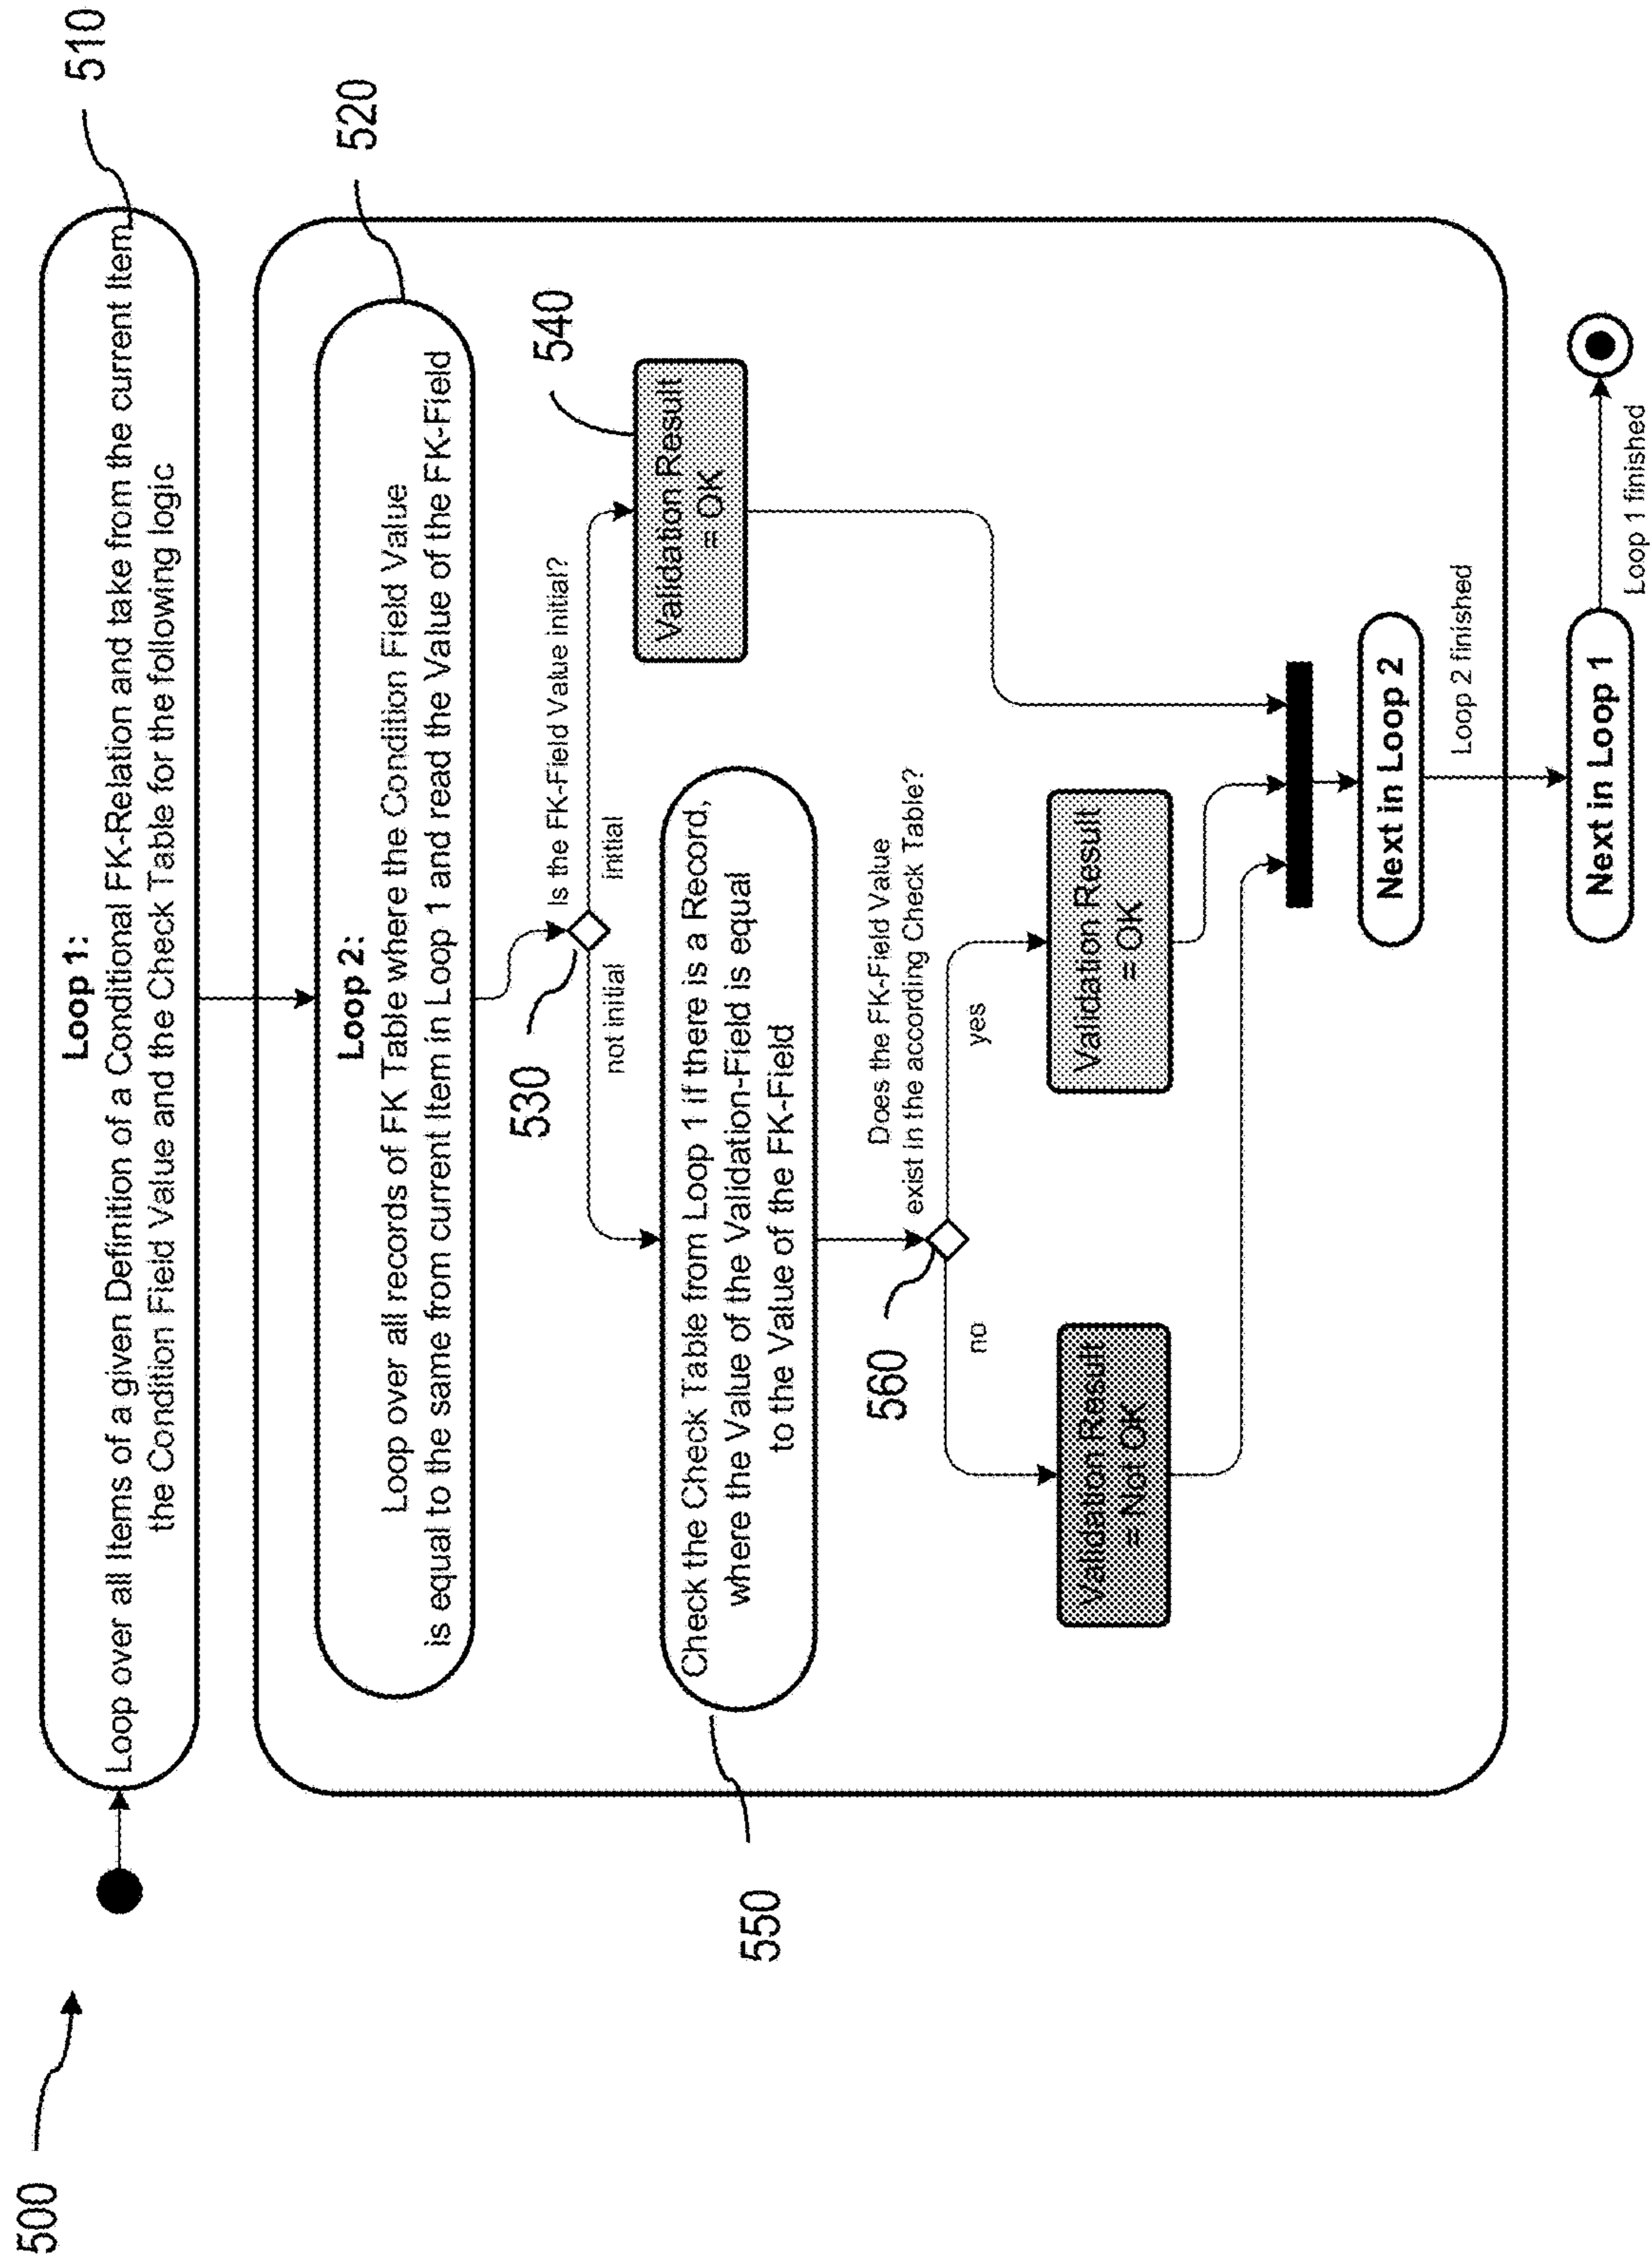 500
Loop 1:
510
Loop over all Items of a given Definition of a Conditional FK-Relation and take from the current Item
the Condition Field Value and the Check Table for the following logic
Loop 2:
520
Loop over all records of FK Table where the Condition Field Value
is equal to the same from current Item in Loop 1 and read the Value of the FK-Field
530
Is the FK-Field Value initial?
not initial
initial
540
Validation Result
= OK
550
Check the Check Table from Loop 1 if there is a Record,
where the Value of the Validation-Field is equal
to the Value of the FK-Field
560
Does the FK-Field Value
exist in the according Check Table?
no
yes
Validation Result
= Not OK
Validation Result
= OK
Next in Loop 2
Loop 2 finished
Next in Loop 1
Loop 1 finished